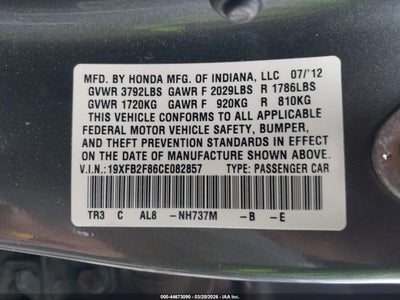 MFD. BY HONDA MFG. OF INDIANA, LLC 07/'12
GVWR 3792LBS GAWR F 2029LBS R 1786LBS
GVWR 1720KG GAWR F 920KG R 810KG
THIS VEHICLE CONFORMS TO ALL APPLICABLE
FEDERAL MOTOR VEHICLE SAFETY, BUMPER,
AND THEFT PREVENTION STANDARDS IN EFFECT
ON THE DATE OF MANUFACTURE SHOWN ABOVE.
V.I.N.:19XFB2F86CE082857 TYPE: PASSENGER CAR
TR3 C AL8 -NH737M -B -E
000-44673090 - 03/20/2026 - IAAI.COM